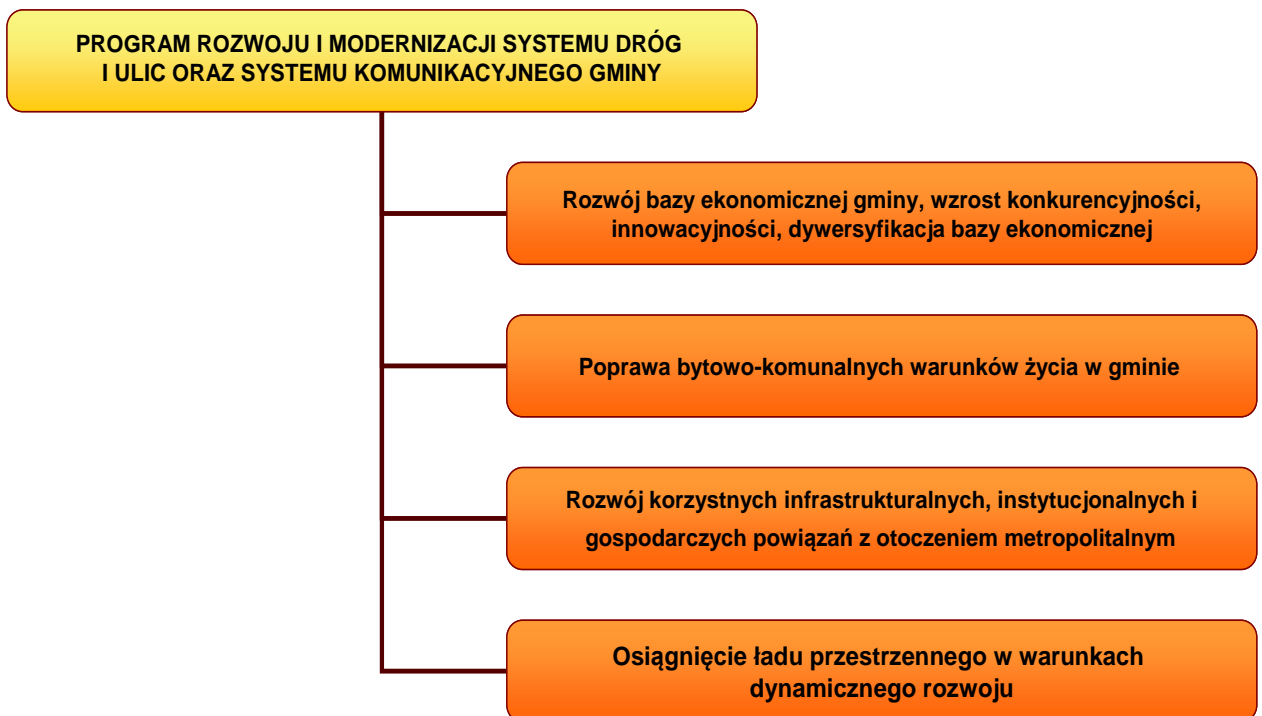 PROGRAM ROZWOJU I MODERNIZACJI SYSTEMU DRÓG
I ULIC ORAZ SYSTEMU KOMUNIKACYJNEGO GMINY
Rozwój bazy ekonomicznej gminy, wzrost konkurencyjności,
innowacyjności, dywersyfikacja bazy ekonomicznej
Poprawa bytowo-komunalnych warunków życia w gminie
Rozwój korzystnych infrastrukturalnych, instytucjonalnych i
gospodarczych powiązań z otoczeniem metropolitalnym
Osiągnięcie ładu przestrzennego w warunkach
dynamicznego rozwoju